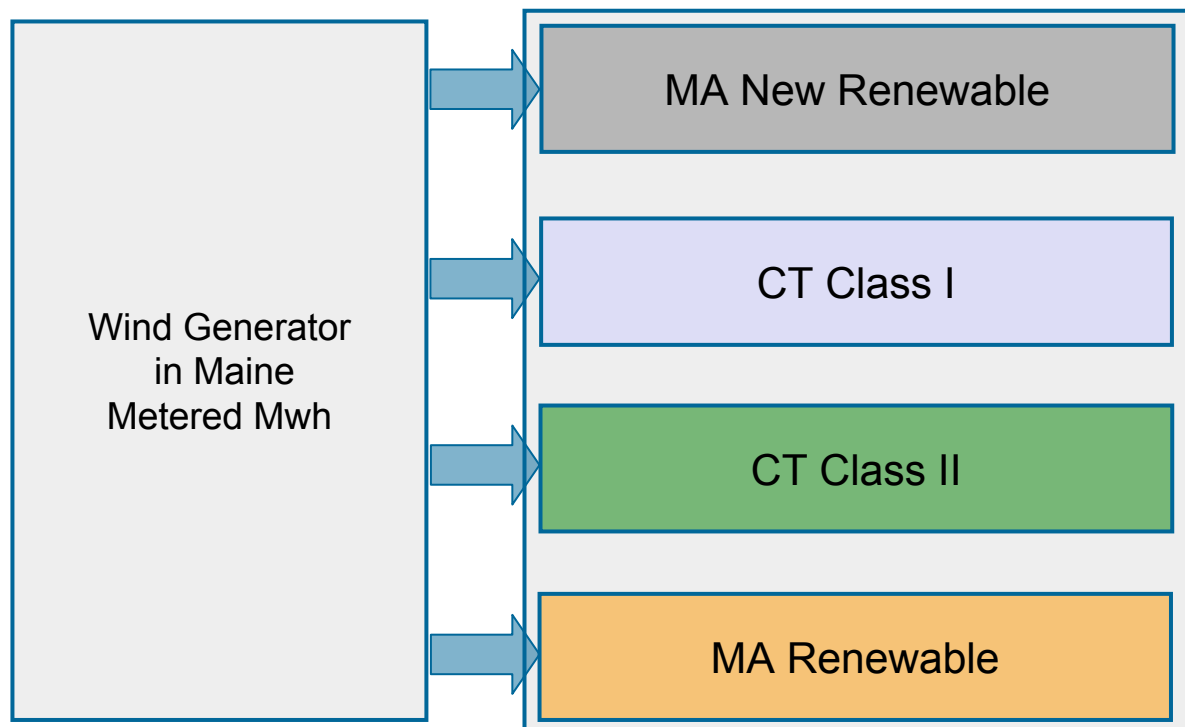 Wind Generator
in Maine
Metered Mwh
MA New Renewable
CT Class I
CT Class II
MA Renewable